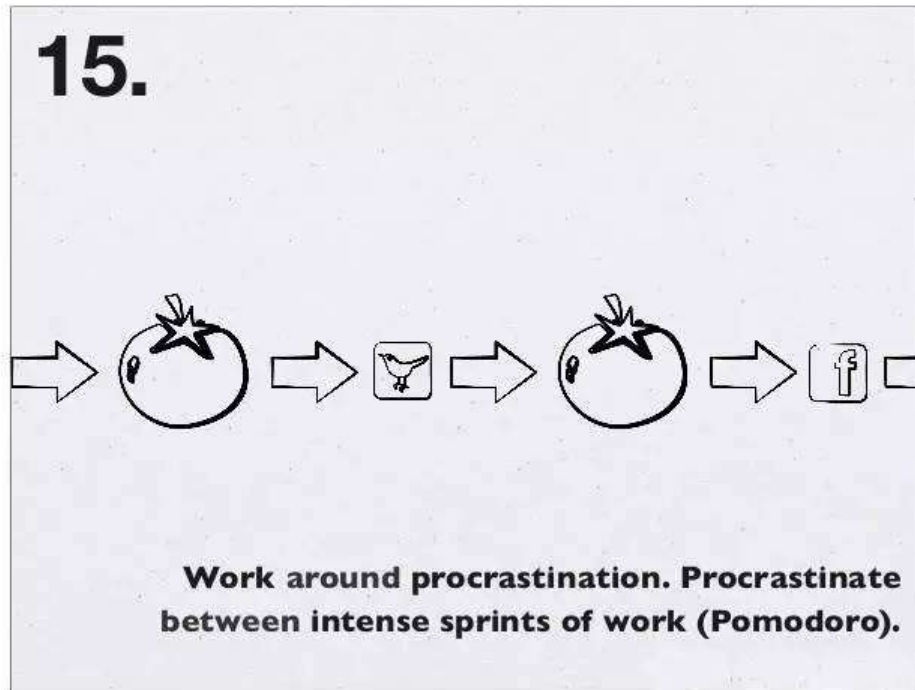 15.
f
Work around procrastination. Procrastinate
between intense sprints of work (Pomodoro).